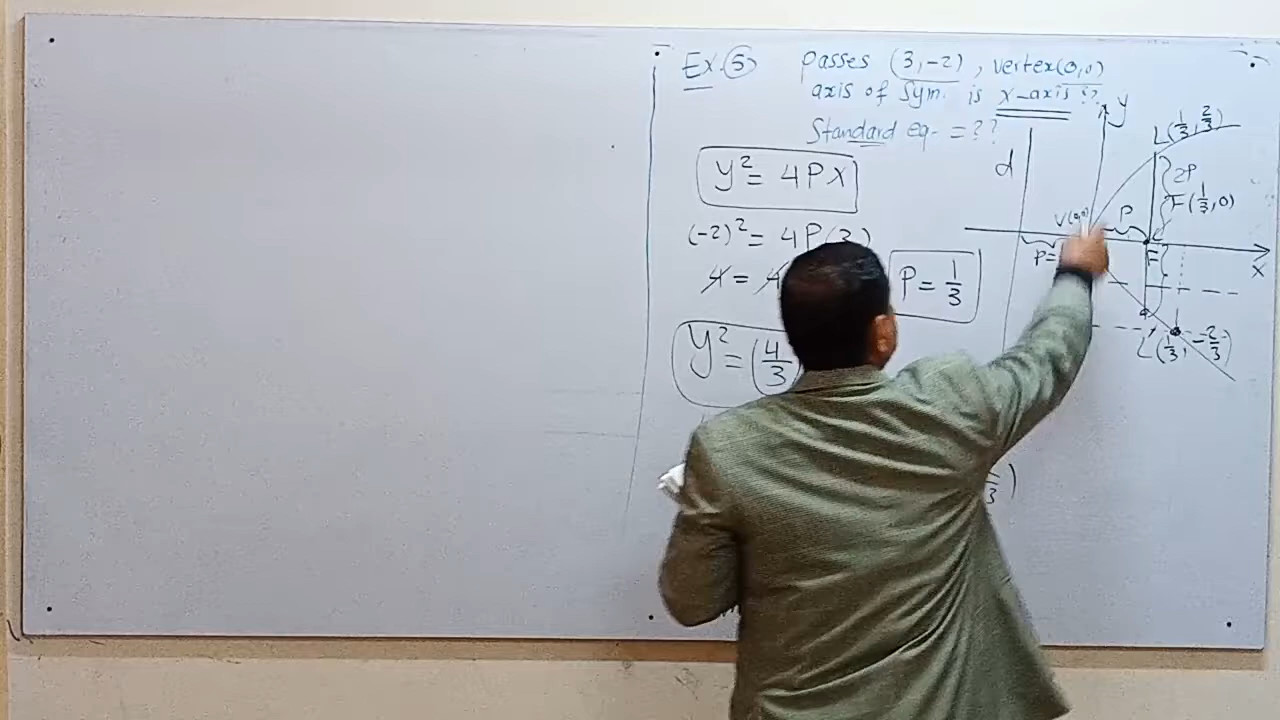 Ex. 5 Passes (3,-2), vertex(0,0)
axis of Sym. is x-axis ??
Standard eq. = ??
y² = 4Px
(-2)² = 4P(3)
4 = 4
P = 1/3
y² = (4/3
y
L(1/3, 2/3)
d
2P
F(1/3, 0)
V(0,0)
P
P=
F
x
L'(1/3, -2/3)
3)